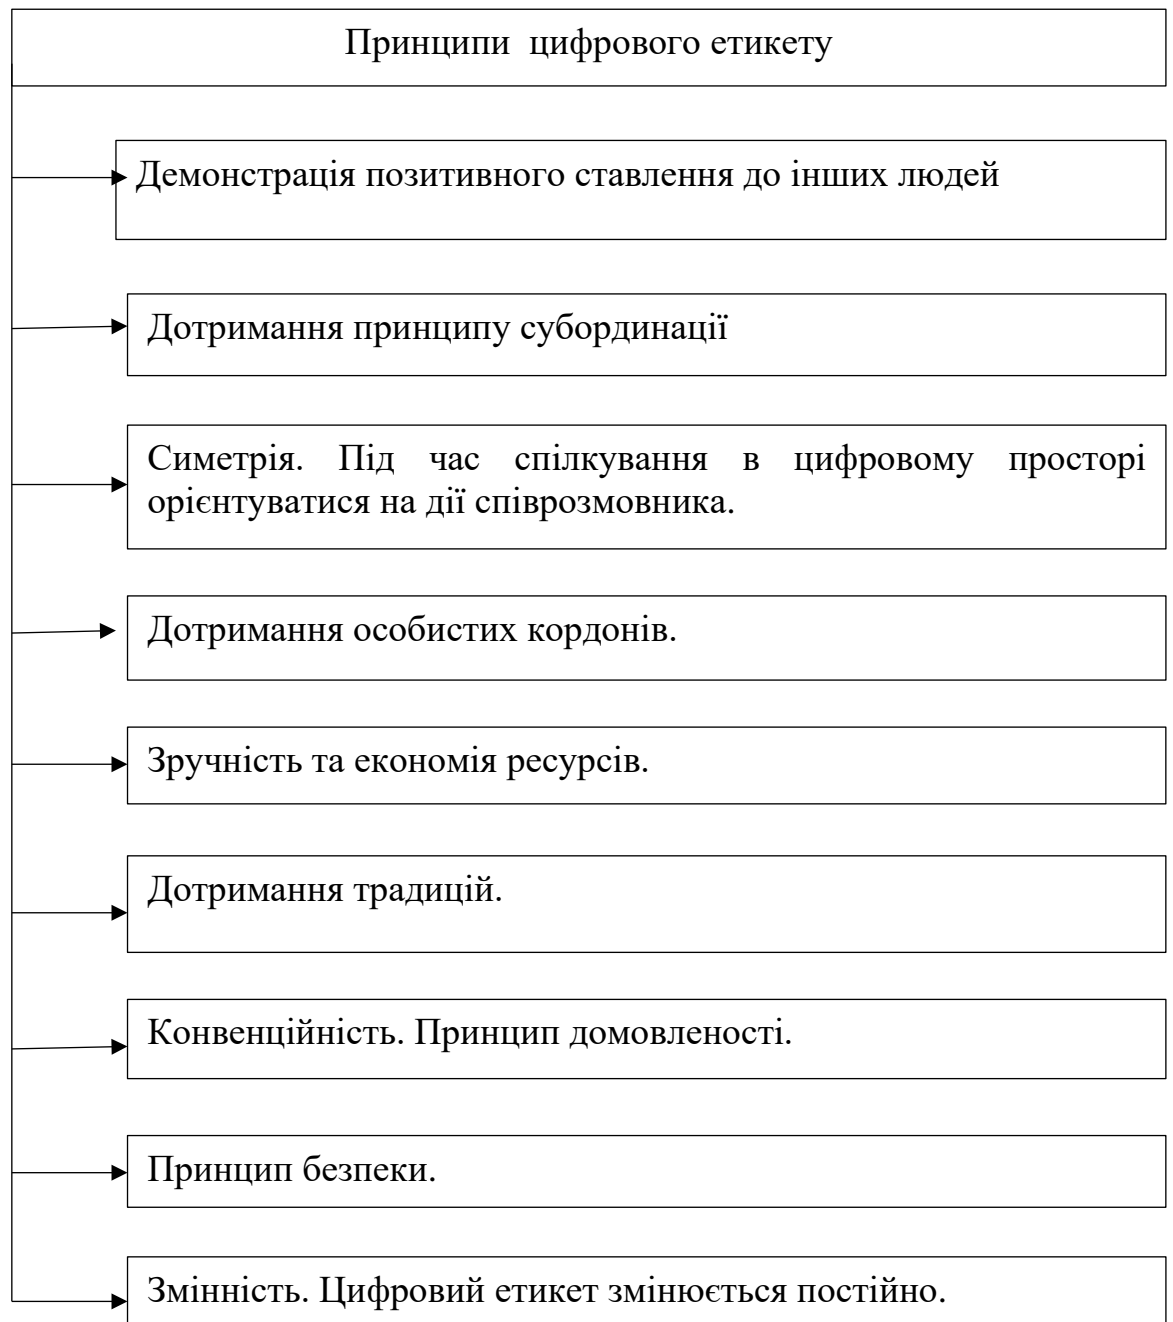 Принципи цифрового етикету
Демонстрація позитивного ставлення до інших людей
Дотримання принципу субординації
Симетрія. Під час спілкування в цифровому просторі
орієнтуватися на дії співрозмовника.
Дотримання особистих кордонів.
Зручність та економія ресурсів.
Дотримання традицій.
Конвенційність. Принцип домовленості.
Принцип безпеки.
Змінність. Цифровий етикет змінюється постійно.